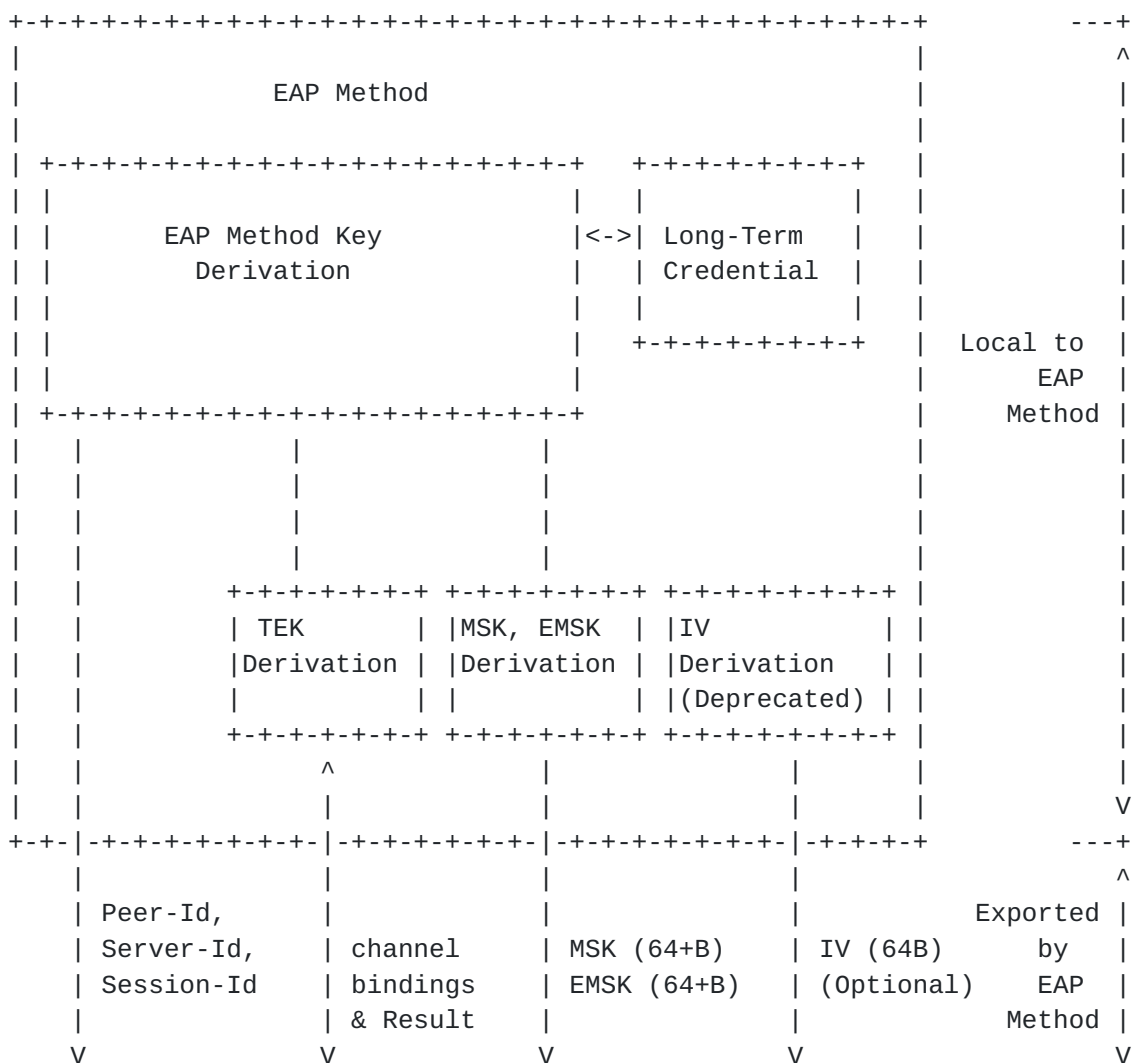 +-+-+-+-+-+-+-+-+-+-+-+-+-+-+-+-+-+-+-+-+-+-+-+-+-+-+-+-+-+         ---+
|                                                         |            ^
|                EAP Method                               |            |
|                                                         |            |
| +-+-+-+-+-+-+-+-+-+-+-+-+-+-+-+-+-+   +-+-+-+-+-+-+-+   |            |
| |                                 |   |             |   |            |
| |       EAP Method Key            |<->| Long-Term   |   |            |
| |         Derivation              |   | Credential  |   |            |
| |                                 |   |             |   |            |
| |                                 |   +-+-+-+-+-+-+-+   |  Local to  |
| |                                 |                     |       EAP  |
| +-+-+-+-+-+-+-+-+-+-+-+-+-+-+-+-+-+                     |     Method |
|   |             |               |                       |            |
|   |             |               |                       |            |
|   |             |               |                       |            |
|   |             |               |                       |            |
|   |         +-+-+-+-+-+-+ +-+-+-+-+-+-+ +-+-+-+-+-+-+-+ |            |
|   |         | TEK       | |MSK, EMSK  | |IV           | |            |
|   |         |Derivation | |Derivation | |Derivation   | |            |
|   |         |           | |           | |(Deprecated) | |            |
|   |         +-+-+-+-+-+-+ +-+-+-+-+-+-+ +-+-+-+-+-+-+-+ |            |
|   |               ^             |               |       |            |
|   |               |             |               |       |            V
+-+-|-+-+-+-+-+-+-+-|-+-+-+-+-+-+-|-+-+-+-+-+-+-+-|-+-+-+-+         ---+
    |               |             |               |                    ^
    | Peer-Id,      |             |               |           Exported |
    | Server-Id,    | channel     | MSK (64+B)    | IV (64B)      by   |
    | Session-Id    | bindings    | EMSK (64+B)   | (Optional)    EAP  |
    |               | & Result    |               |             Method |
    V               V             V               V                    V